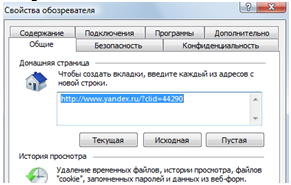 Свойства обозревателя
Содержание Подключения Программы Дополнительно
Общие Безопасность Конфиденциальность
Домашняя страница
Чтобы создать вкладки, введите каждый из адресов с
новой строки.
http://www.yandex.ru/?clid=44290
Текущая Исходная Пустая
История просмотра
Удаление временных файлов, истории просмотра, файлов
"cookie", запомненных паролей и данных из веб-форм.